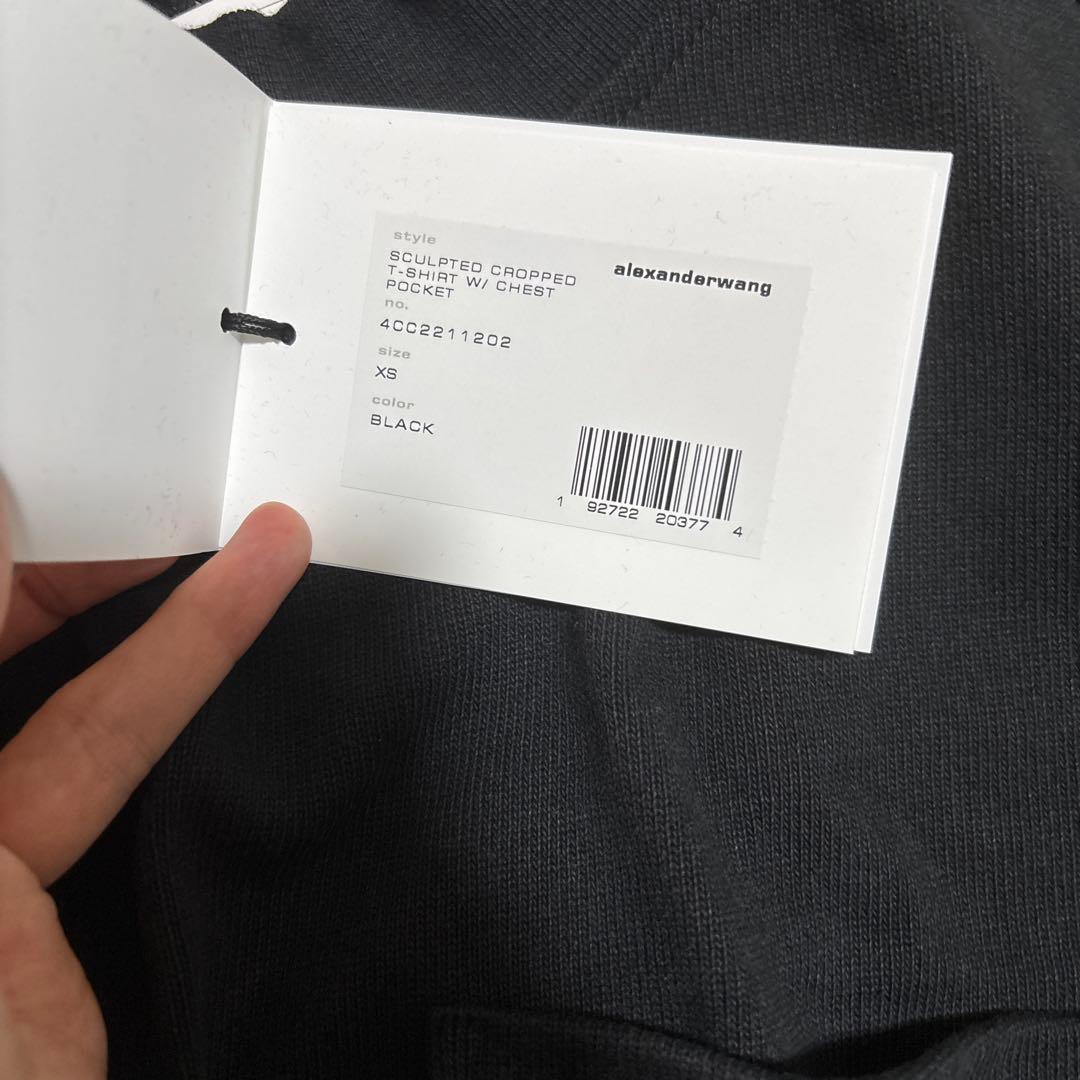 style
SCULPTED CROPPED
T-SHIRT W/ CHEST
POCKET
no.
4CC2211202
size
XS
color
BLACK
alexanderwang
1 92722 20377 4